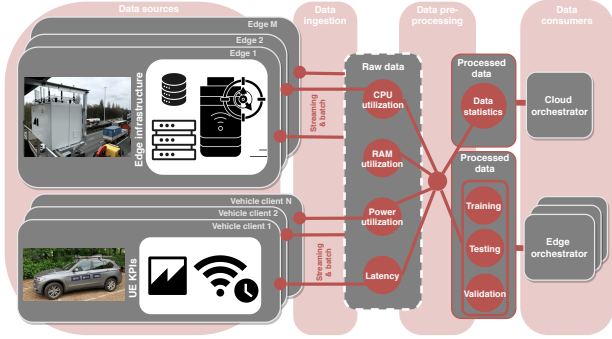 Data sources
Data
ingestion
Data pre-
processing
Data
consumers
Edge M
Edge 2
Edge 1
Edge infrastructure
Streaming
& batch
Raw data
CPU
utilization
RAM
utilization
Power
utilization
Latency
Processed
data
Data
statistics
Processed
data
Training
Testing
Validation
Cloud
orchestrator
Edge
orchestrator
Vehicle client N
Vehicle client 2
Vehicle client 1
UE KPIs
Streaming
& batch